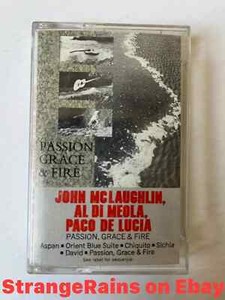 PASSION
GRACE
& FIRE
JOHN McLAUGHLIN,
AL DI MEOLA,
PACO DE LUCIA
PASSION, GRACE & FIRE
Aspan • Orient Blue Suite • Chiquito • Sichia
• David • Passion, Grace & Fire
StrangeRains on Ebay